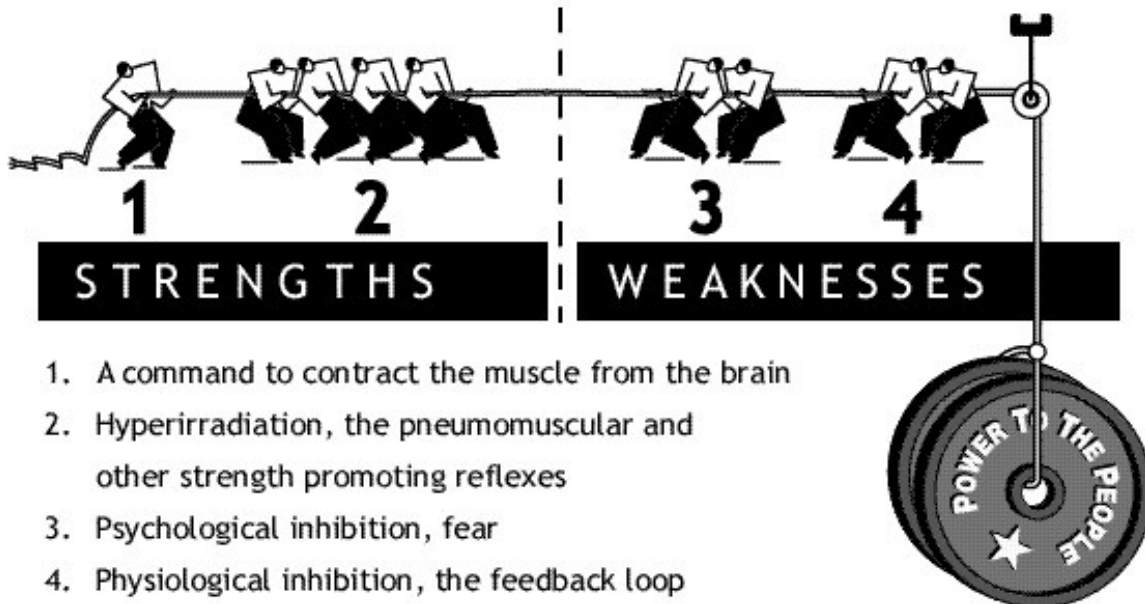 1 2 3 4
STRENGTHS WEAKNESSES
1. A command to contract the muscle from the brain
2. Hyperirradiation, the pneumomuscular and
other strength promoting reflexes
3. Psychological inhibition, fear
4. Physiological inhibition, the feedback loop
POWER TO THE PEOPLE